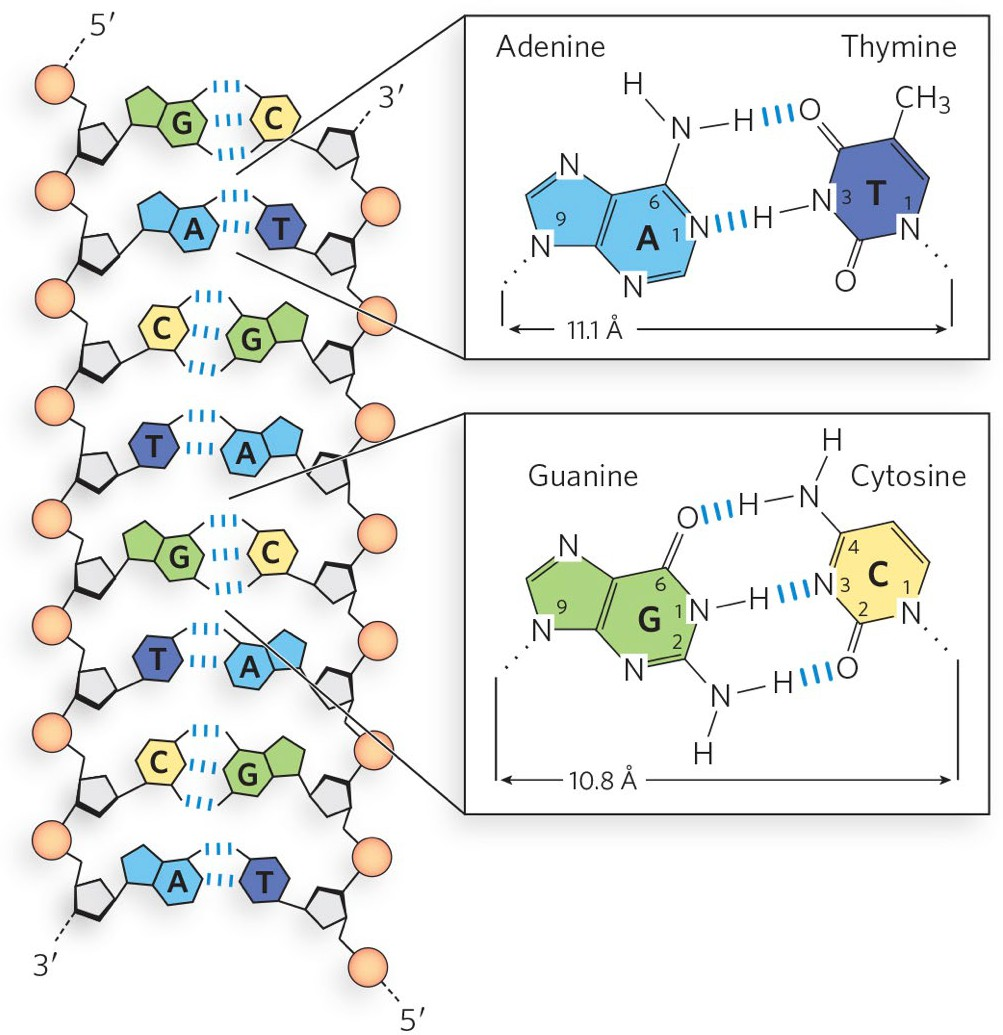 5′
3′
G C
A T
C G
T A
G C
T A
C G
A T
3′
5′
Adenine Thymine
H CH3
N H O
N 6 N 3 T 1
9 A 1 N H N
N N O
11.1 Å
H
Guanine Cytosine
O H N
N 6 4
9 G 1 N H N 3 C 1
N 2 2 N
N O
N H
H
10.8 Å